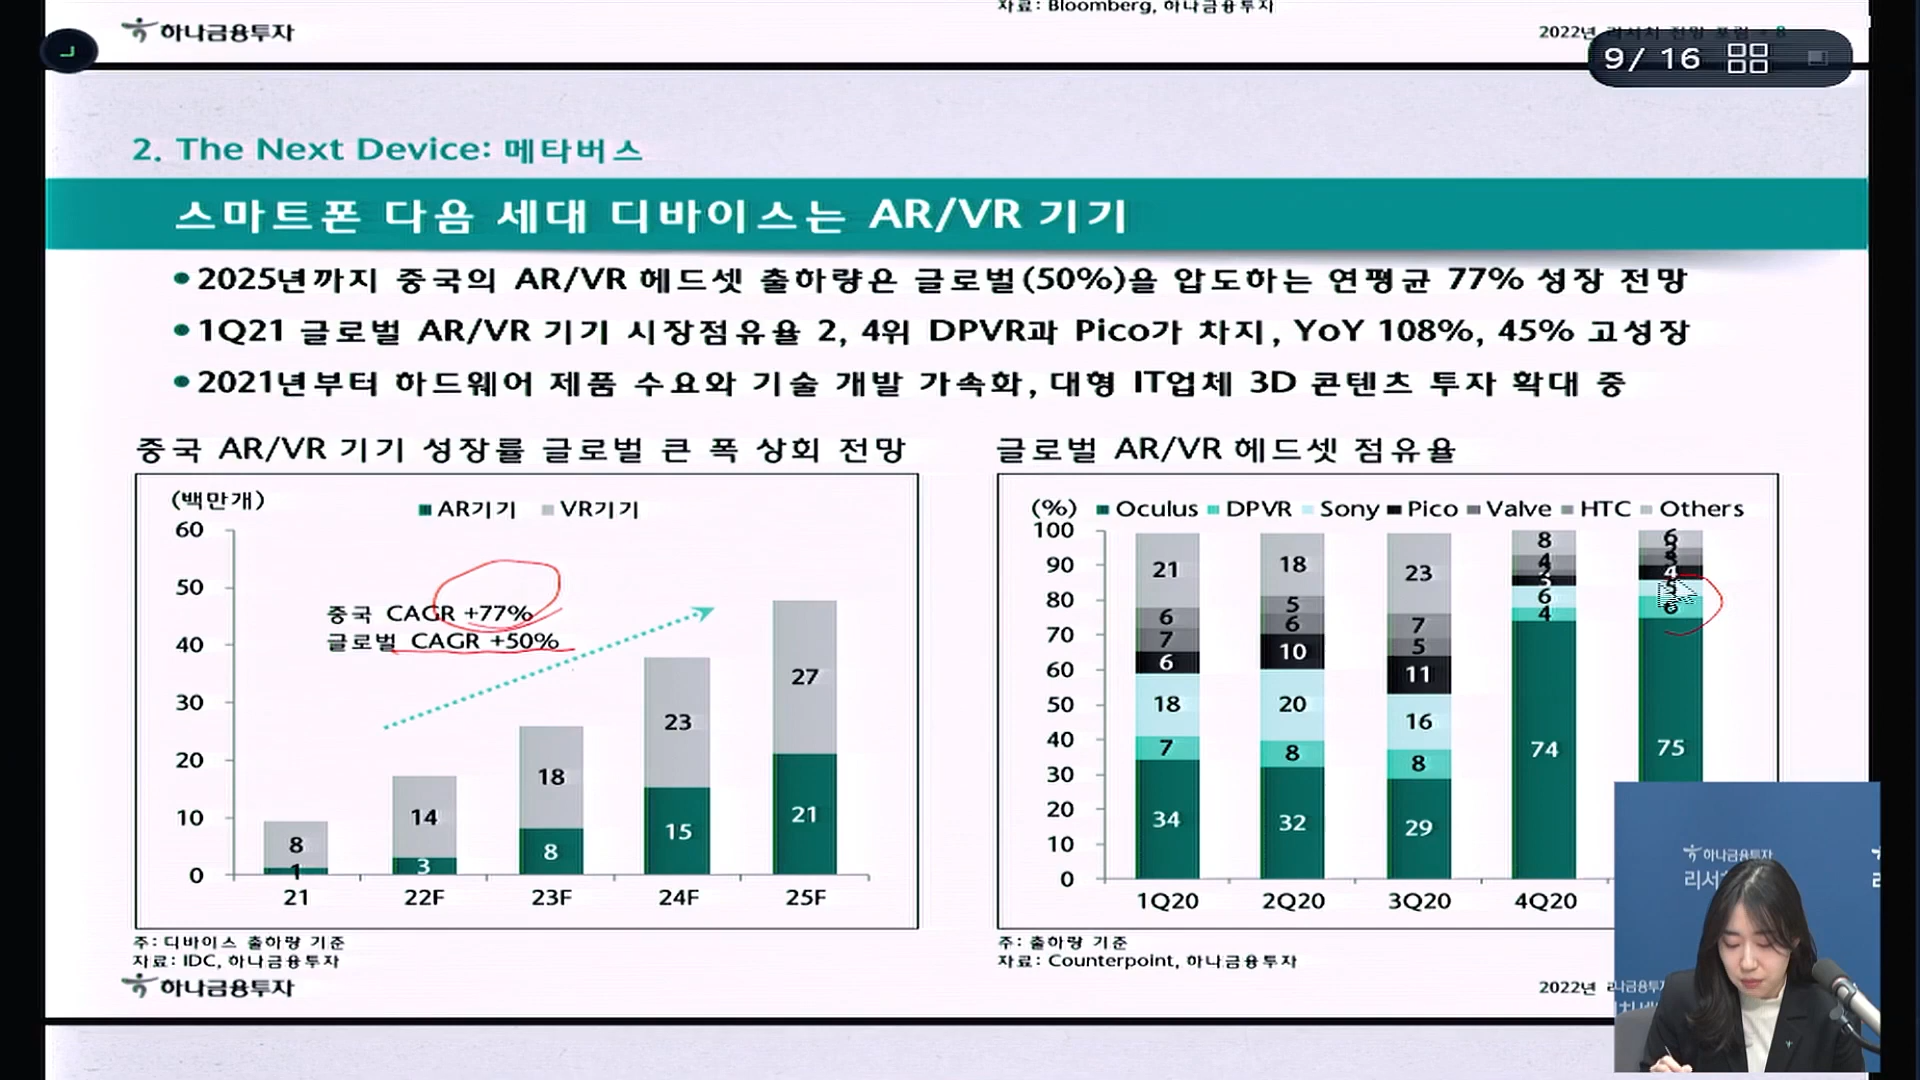 자료: Bloomberg, 하나금융투자
하나금융투자
2022년 리서치 전망 포럼 • 8
9/ 16
2. The Next Device: 메타버스
스마트폰 다음 세대 디바이스는 AR/VR 기기
•2025년까지 중국의 AR/VR 헤드셋 출하량은 글로벌(50%)을 압도하는 연평균 77% 성장 전망
•1Q21 글로벌 AR/VR 기기 시장점유율 2, 4위 DPVR과 Pico가 차지, YoY 108%, 45% 고성장
•2021년부터 하드웨어 제품 수요와 기술 개발 가속화, 대형 IT업체 3D 콘텐츠 투자 확대 중
중국 AR/VR 기기 성장률 글로벌 큰 폭 상회 전망
(백만개)
AR기기 VR기기
60
50
40
30
20
10
0
중국 CAGR +77%
글로벌 CAGR +50%
8
1
14
3
18
8
23
15
27
21
21 22F 23F 24F 25F
주: 디바이스 출하량 기준
자료: IDC, 하나금융투자
하나금융투자
글로벌 AR/VR 헤드셋 점유율
(%)
Oculus DPVR Sony Pico Valve HTC Others
100
90
80
70
60
50
40
30
20
10
0
21
6
7
6
18
7
34
18
5
6
10
20
8
32
23
7
5
11
16
8
29
8
4
6
4
74
6
4
5
6
75
1Q20 2Q20 3Q20 4Q20
주: 출하량 기준
자료: Counterpoint, 하나금융투자
2022년
하나금융투자
리서